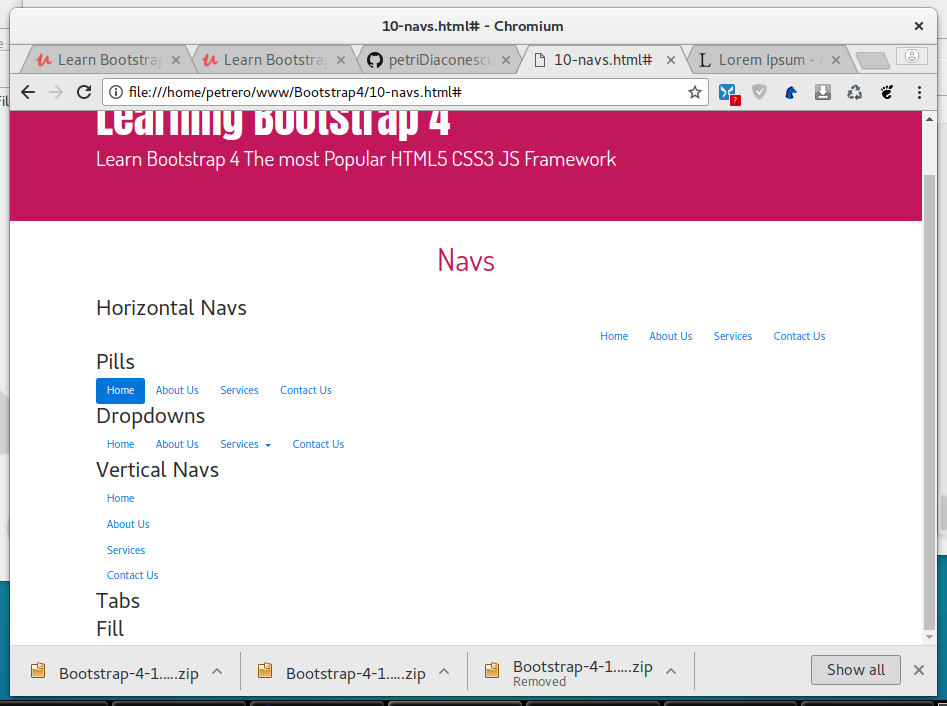 10-navs.html# - Chromium
Learn Bootstra
Learn Bootstra
petriDiaconesc
10-navs.html#
Lorem Ipsum -
file:///home/petrero/www/Bootstrap4/10-navs.html#
Learning Bootstrap 4
Learn Bootstrap 4 The most Popular HTML5 CSS3 JS Framework
Navs
Horizontal Navs
Home About Us Services Contact Us
Pills
Home About Us Services Contact Us
Dropdowns
Home About Us Services Contact Us
Vertical Navs
Home
About Us
Services
Contact Us
Tabs
Fill
Bootstrap-4-1.....zip
Bootstrap-4-1.....zip
Bootstrap-4-1.....zip
Removed
Show all